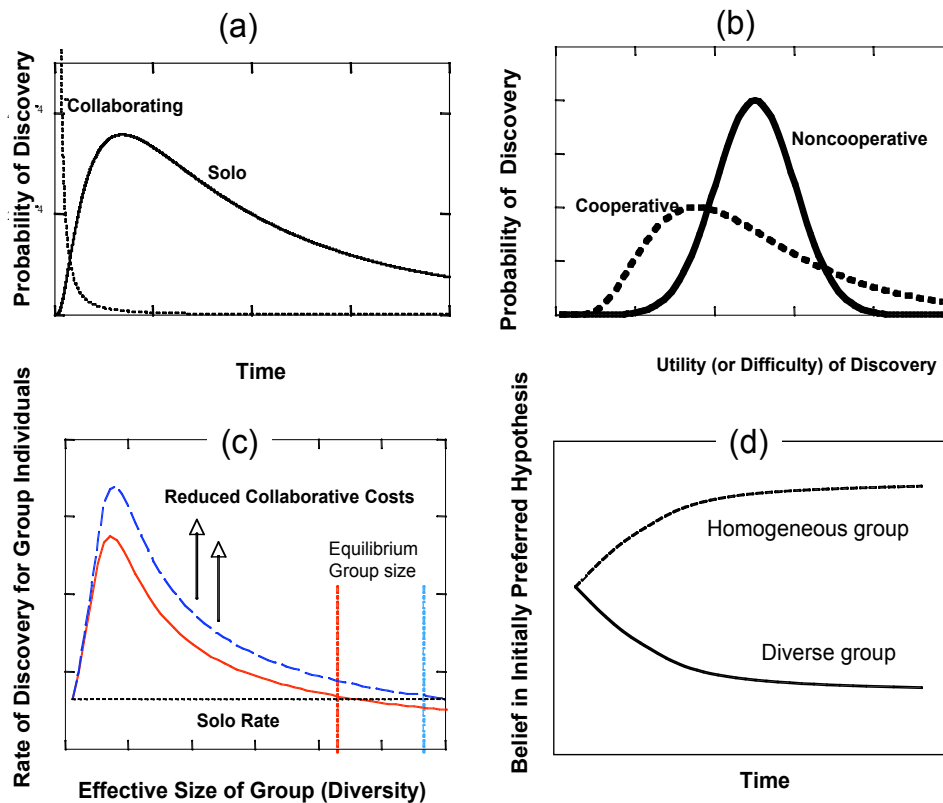 (a)
Probability of Discovery
Collaborating
Solo
Time
(b)
Probability of Discovery
Noncooperative
Cooperative
Utility (or Difficulty) of Discovery
(c)
Rate of Discovery for Group Individuals
Reduced Collaborative Costs
Equilibrium
Group size
Solo Rate
Effective Size of Group (Diversity)
(d)
Belief in Initially Preferred Hypothesis
Homogeneous group
Diverse group
Time